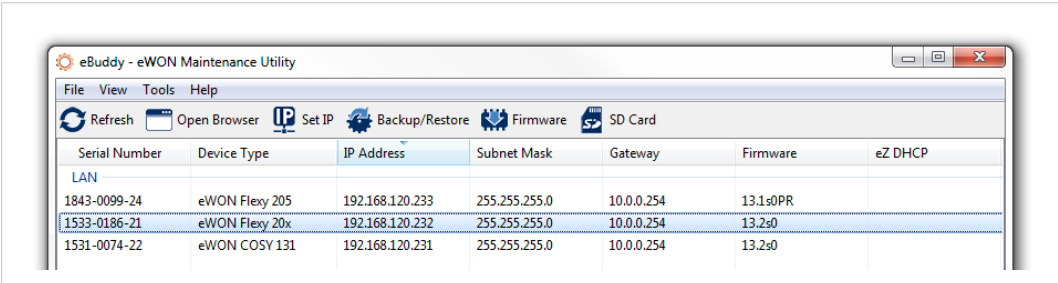 eBuddy - eWON Maintenance Utility
File View Tools Help
Refresh Open Browser IP Set IP Backup/Restore Firmware SD SD Card
Serial Number Device Type IP Address Subnet Mask Gateway Firmware eZ DHCP
LAN
1843-0099-24 eWON Flexy 205 192.168.120.233 255.255.255.0 10.0.0.254 13.1s0PR
1533-0186-21 eWON Flexy 20x 192.168.120.232 255.255.255.0 10.0.0.254 13.2s0
1531-0074-22 eWON COSY 131 192.168.120.231 255.255.255.0 10.0.0.254 13.2s0